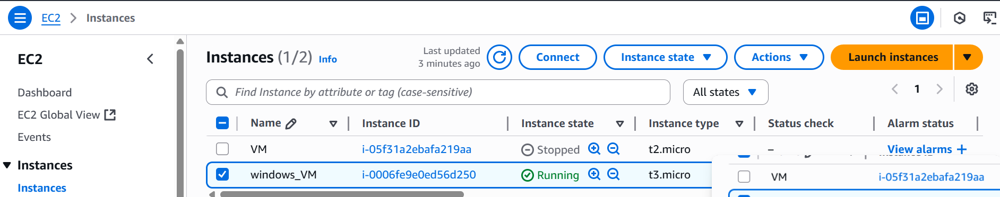 EC2 > Instances
EC2
Dashboard
EC2 Global View
Events
Instances
Instances
Instances (1/2) Info
Last updated
3 minutes ago
Connect
Instance state
Actions
Launch instances
Find Instance by attribute or tag (case-sensitive)
All states
1
Name Instance ID Instance state Instance type Status check Alarm status
VM i-05f31a2ebafa219aa Stopped t2.micro – View alarms +
windows_VM i-0006fe9e0ed56d250 Running t3.micro
VM i-05f31a2ebafa219aa